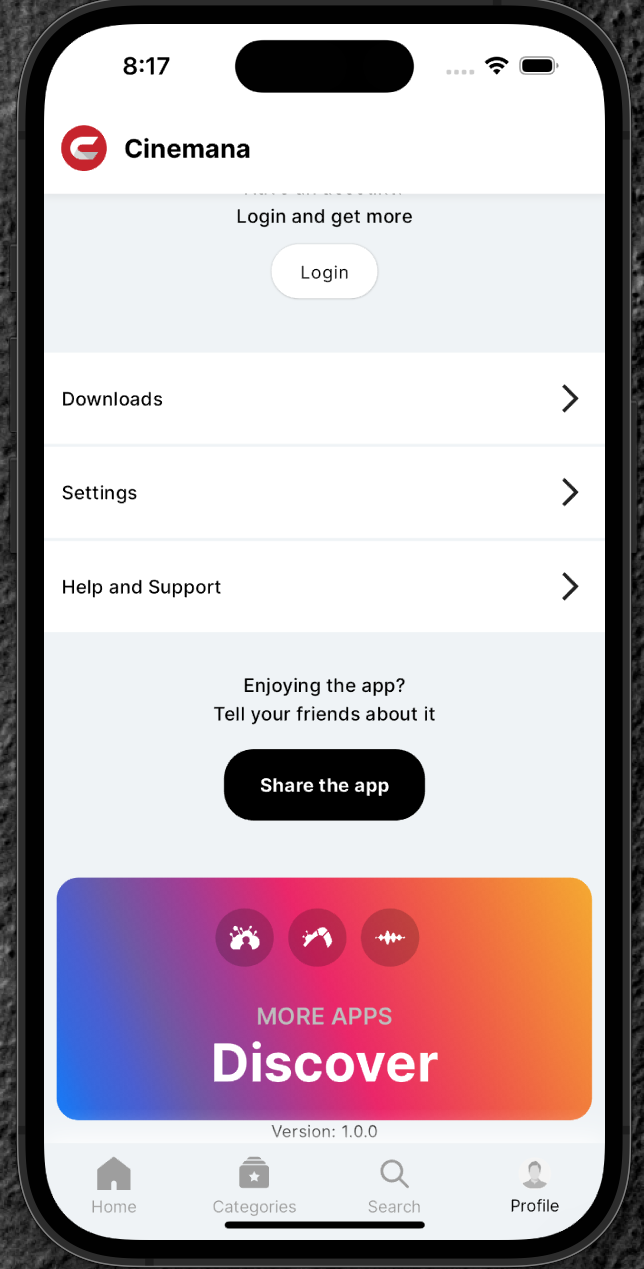 8:17
Cinemana
Login and get more
Login
Downloads
Settings
Help and Support
Enjoying the app?
Tell your friends about it
Share the app
MORE APPS
Discover
Version: 1.0.0
Home
Categories
Search
Profile